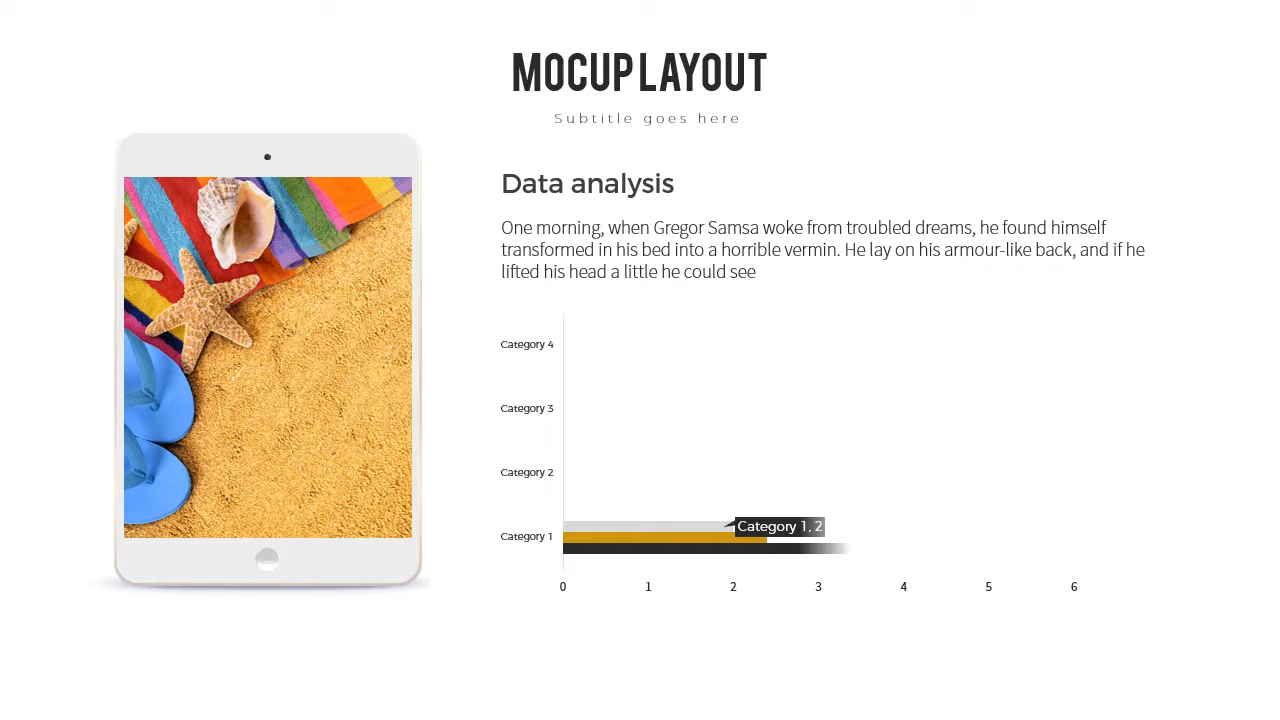 MOCUP LAYOUT
Subtitle goes here
Data analysis
One morning, when Gregor Samsa woke from troubled dreams, he found himself
transformed in his bed into a horrible vermin. He lay on his armour-like back, and if he
lifted his head a little he could see
Category 4
Category 3
Category 2
Category 1, 2
Category 1
0 1 2 3 4 5 6